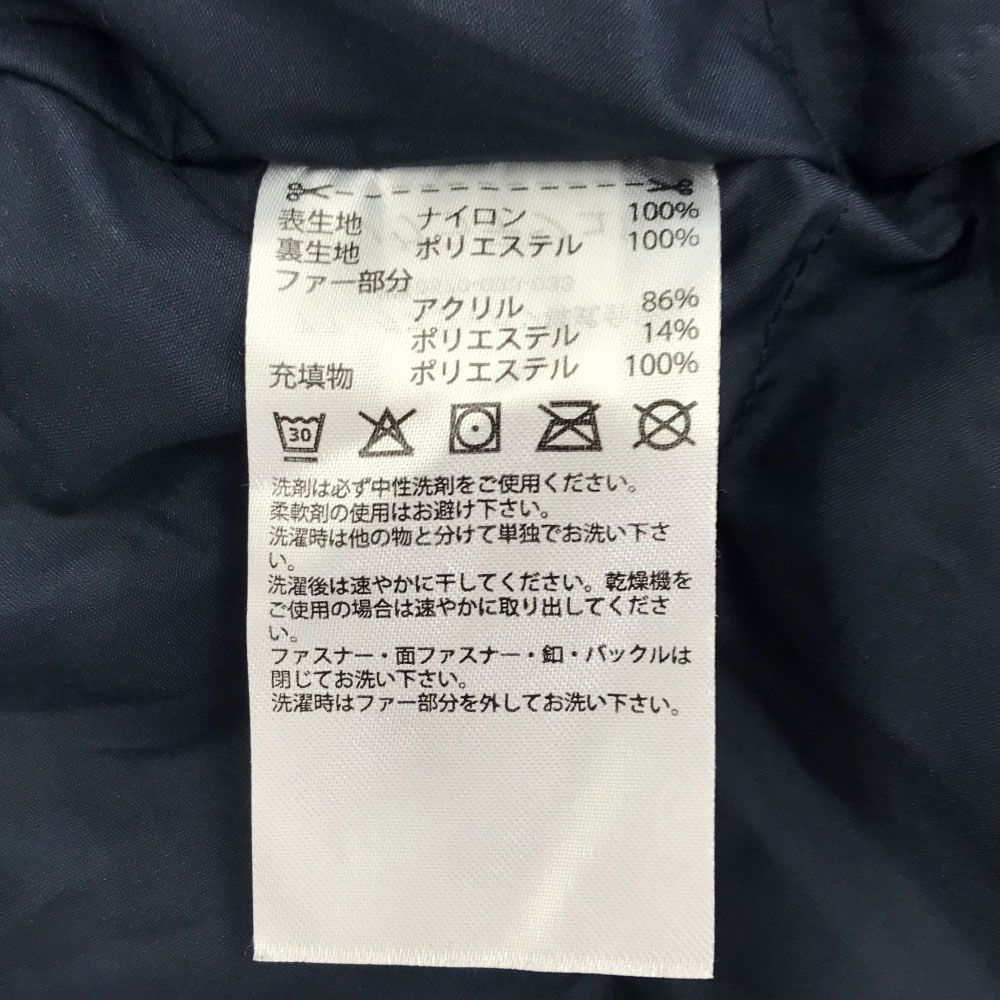 表生地 ナイロン 100%
裏生地 ポリエステル 100%
ファー部分
アクリル 86%
ポリエステル 14%
充填物 ポリエステル 100%
30
洗剤は必ず中性洗剤をご使用ください。
柔軟剤の使用はお避け下さい。
洗濯時は他の物と分けて単独でお洗い下さ
い。
洗濯後は速やかに干してください。乾燥機を
ご使用の場合は速やかに取り出してくださ
い。
ファスナー・面ファスナー・釦・バックルは
閉じてお洗い下さい。
洗濯時はファー部分を外してお洗い下さい。